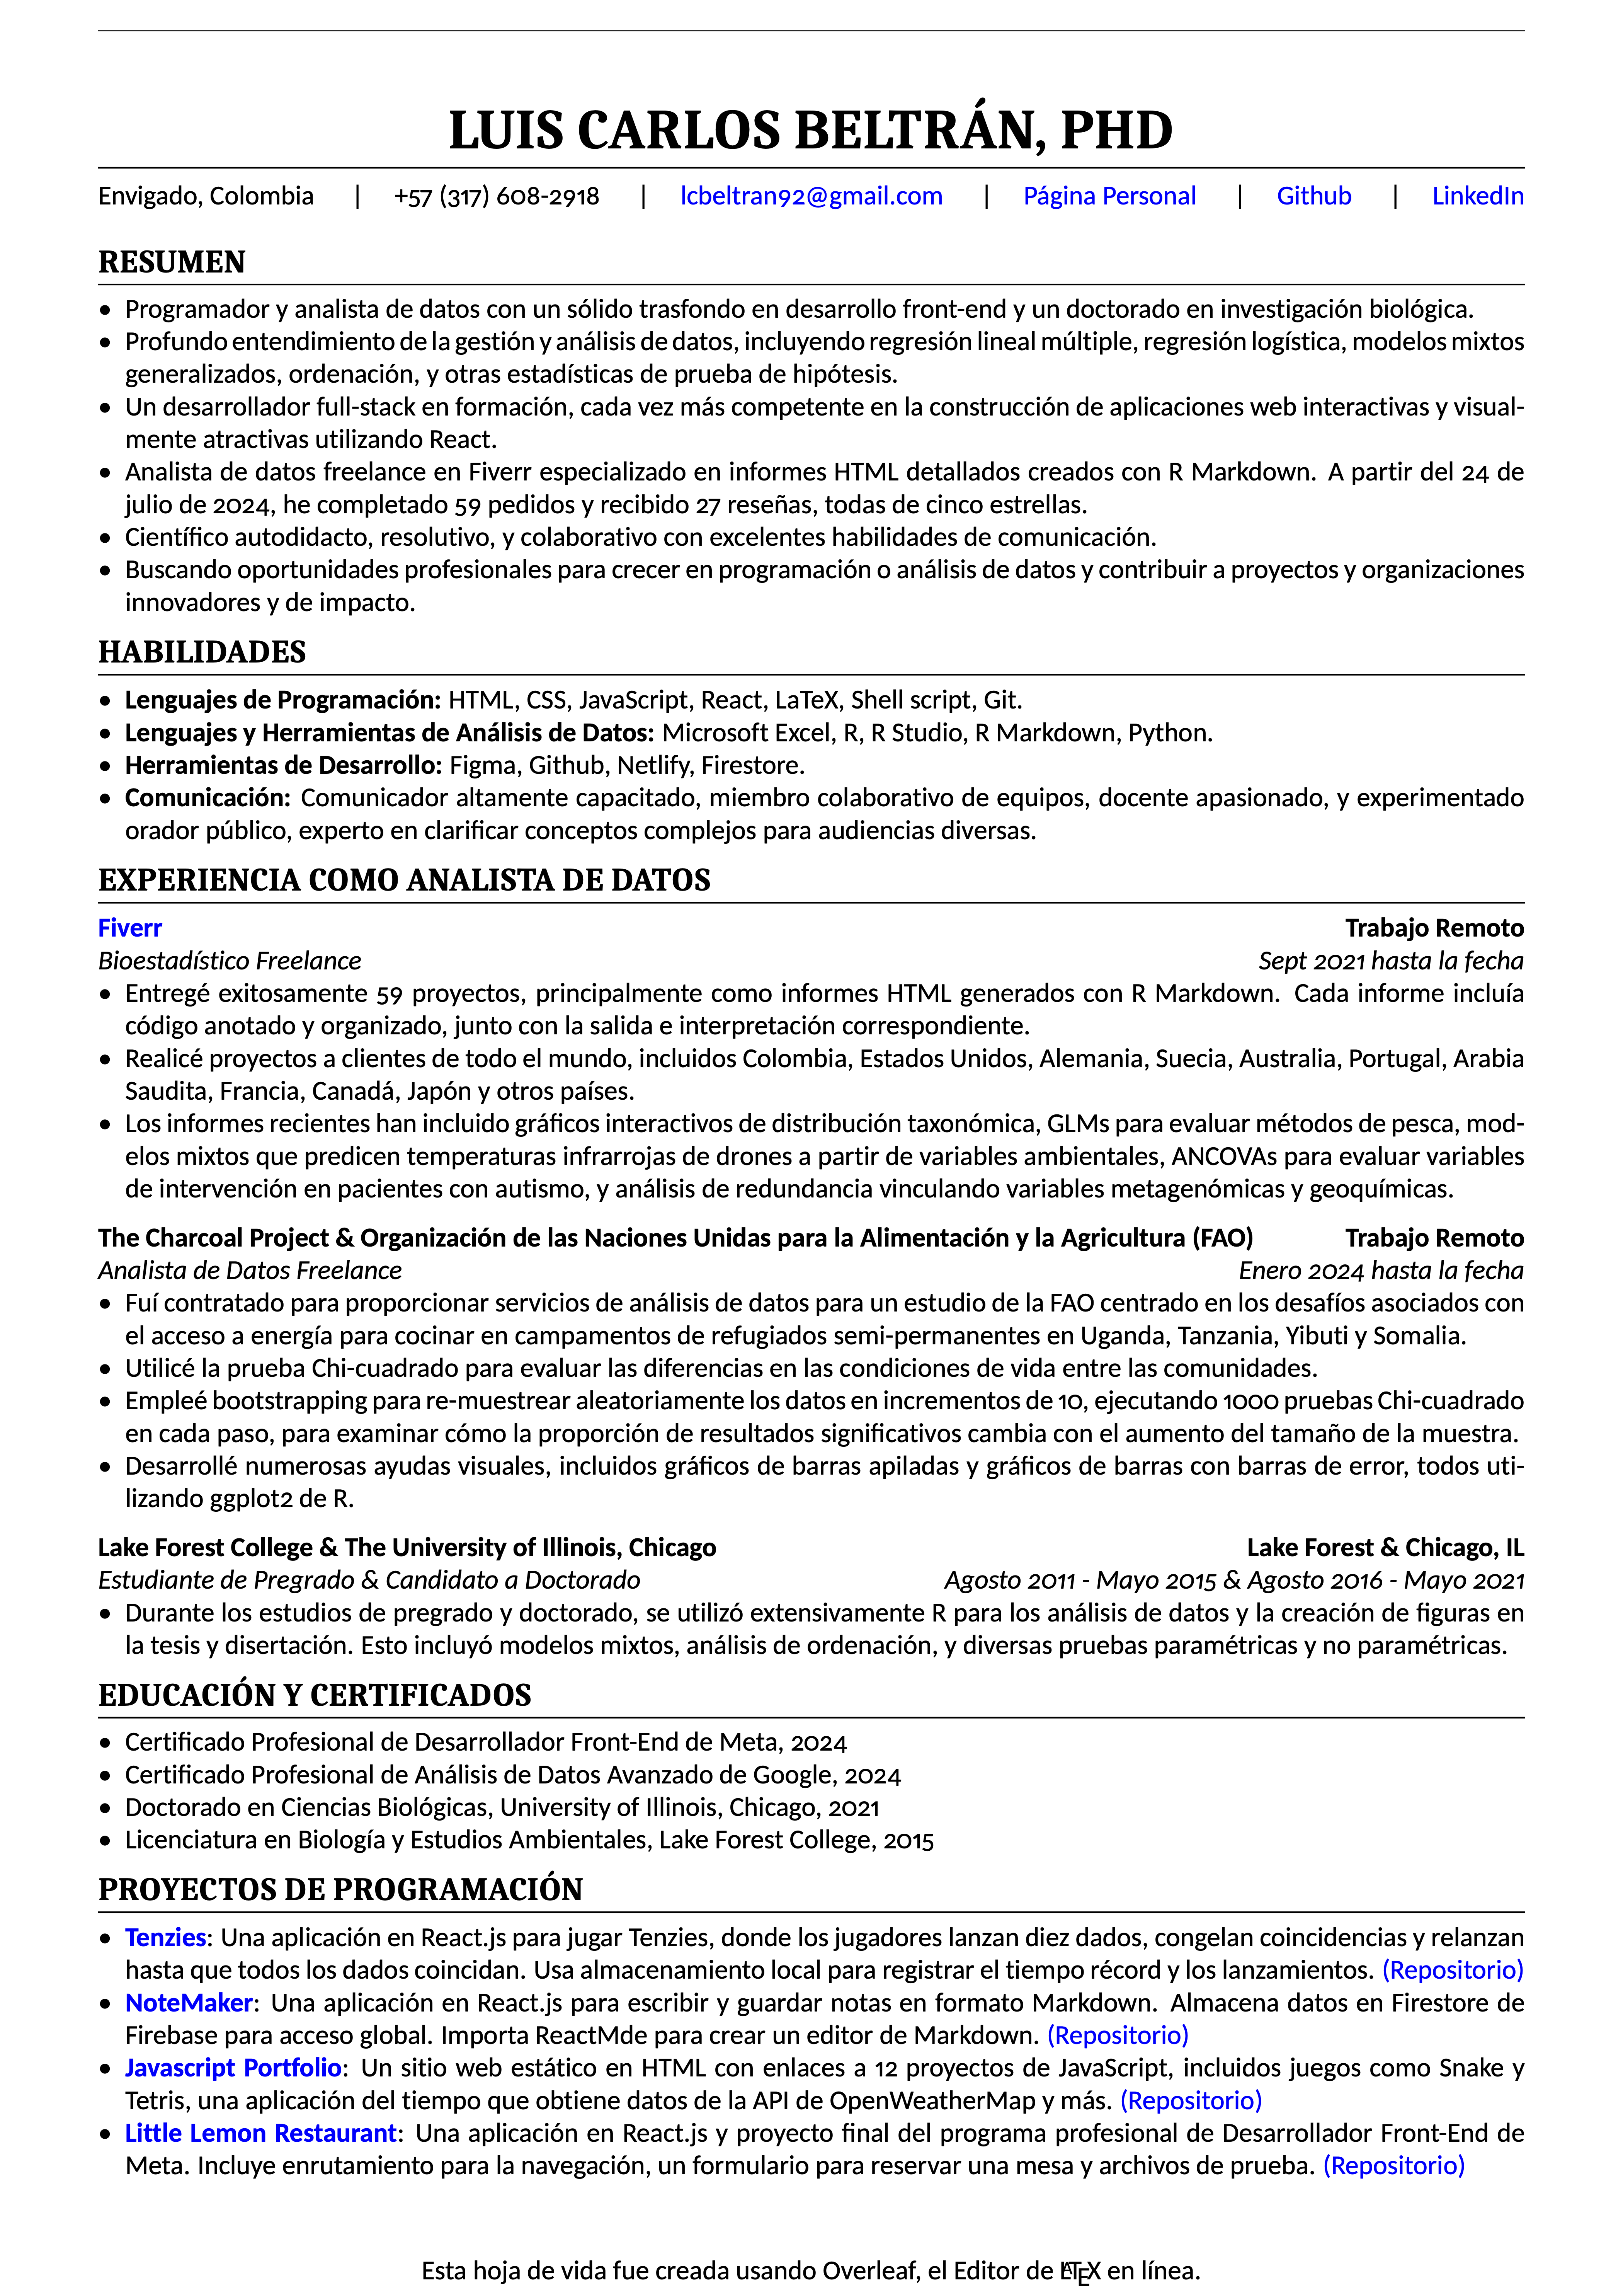 LUIS CARLOS BELTRÁN, PHD
Envigado, Colombia | +57 (317) 608-2918 | lcbeltran92@gmail.com | Página Personal | Github | LinkedIn
RESUMEN
• Programador y analista de datos con un sólido trasfondo en desarrollo front-end y un doctorado en investigación biológica.
• Profundo entendimiento de la gestión y análisis de datos, incluyendo regresión lineal múltiple, regresión logística, modelos mixtos
generalizados, ordenación, y otras estadísticas de prueba de hipótesis.
• Un desarrollador full-stack en formación, cada vez más competente en la construcción de aplicaciones web interactivas y visual-
mente atractivas utilizando React.
• Analista de datos freelance en Fiverr especializado en informes HTML detallados creados con R Markdown. A partir del 24 de
julio de 2024, he completado 59 pedidos y recibido 27 reseñas, todas de cinco estrellas.
• Científico autodidacto, resolutivo, y colaborativo con excelentes habilidades de comunicación.
• Buscando oportunidades profesionales para crecer en programación o análisis de datos y contribuir a proyectos y organizaciones
innovadores y de impacto.
HABILIDADES
• Lenguajes de Programación: HTML, CSS, JavaScript, React, LaTeX, Shell script, Git.
• Lenguajes y Herramientas de Análisis de Datos: Microsoft Excel, R, R Studio, R Markdown, Python.
• Herramientas de Desarrollo: Figma, Github, Netlify, Firestore.
• Comunicación: Comunicador altamente capacitado, miembro colaborativo de equipos, docente apasionado, y experimentado
orador público, experto en clarificar conceptos complejos para audiencias diversas.
EXPERIENCIA COMO ANALISTA DE DATOS
Fiverr Trabajo Remoto
Bioestadístico Freelance Sept 2021 hasta la fecha
• Entregé exitosamente 59 proyectos, principalmente como informes HTML generados con R Markdown. Cada informe incluía
código anotado y organizado, junto con la salida e interpretación correspondiente.
• Realicé proyectos a clientes de todo el mundo, incluidos Colombia, Estados Unidos, Alemania, Suecia, Australia, Portugal, Arabia
Saudita, Francia, Canadá, Japón y otros países.
• Los informes recientes han incluido gráficos interactivos de distribución taxonómica, GLMs para evaluar métodos de pesca, mod-
elos mixtos que predicen temperaturas infrarrojas de drones a partir de variables ambientales, ANCOVAs para evaluar variables
de intervención en pacientes con autismo, y análisis de redundancia vinculando variables metagenómicas y geoquímicas.
The Charcoal Project & Organización de las Naciones Unidas para la Alimentación y la Agricultura (FAO) Trabajo Remoto
Analista de Datos Freelance Enero 2024 hasta la fecha
• Fuí contratado para proporcionar servicios de análisis de datos para un estudio de la FAO centrado en los desafíos asociados con
el acceso a energía para cocinar en campamentos de refugiados semi-permanentes en Uganda, Tanzania, Yibuti y Somalia.
• Utilicé la prueba Chi-cuadrado para evaluar las diferencias en las condiciones de vida entre las comunidades.
• Empleé bootstrapping para re-muestrear aleatoriamente los datos en incrementos de 10, ejecutando 1000 pruebas Chi-cuadrado
en cada paso, para examinar cómo la proporción de resultados significativos cambia con el aumento del tamaño de la muestra.
• Desarrollé numerosas ayudas visuales, incluidos gráficos de barras apiladas y gráficos de barras con barras de error, todos uti-
lizando ggplot2 de R.
Lake Forest College & The University of Illinois, Chicago Lake Forest & Chicago, IL
Estudiante de Pregrado & Candidato a Doctorado Agosto 2011 - Mayo 2015 & Agosto 2016 - Mayo 2021
• Durante los estudios de pregrado y doctorado, se utilizó extensivamente R para los análisis de datos y la creación de figuras en
la tesis y disertación. Esto incluyó modelos mixtos, análisis de ordenación, y diversas pruebas paramétricas y no paramétricas.
EDUCACIÓN Y CERTIFICADOS
• Certificado Profesional de Desarrollador Front-End de Meta, 2024
• Certificado Profesional de Análisis de Datos Avanzado de Google, 2024
• Doctorado en Ciencias Biológicas, University of Illinois, Chicago, 2021
• Licenciatura en Biología y Estudios Ambientales, Lake Forest College, 2015
PROYECTOS DE PROGRAMACIÓN
• Tenzies: Una aplicación en React.js para jugar Tenzies, donde los jugadores lanzan diez dados, congelan coincidencias y relanzan
hasta que todos los dados coincidan. Usa almacenamiento local para registrar el tiempo récord y los lanzamientos. (Repositorio)
• NoteMaker: Una aplicación en React.js para escribir y guardar notas en formato Markdown. Almacena datos en Firestore de
Firebase para acceso global. Importa ReactMde para crear un editor de Markdown. (Repositorio)
• Javascript Portfolio: Un sitio web estático en HTML con enlaces a 12 proyectos de JavaScript, incluidos juegos como Snake y
Tetris, una aplicación del tiempo que obtiene datos de la API de OpenWeatherMap y más. (Repositorio)
• Little Lemon Restaurant: Una aplicación en React.js y proyecto final del programa profesional de Desarrollador Front-End de
Meta. Incluye enrutamiento para la navegación, un formulario para reservar una mesa y archivos de prueba. (Repositorio)
Esta hoja de vida fue creada usando Overleaf, el Editor de LATEX en línea.